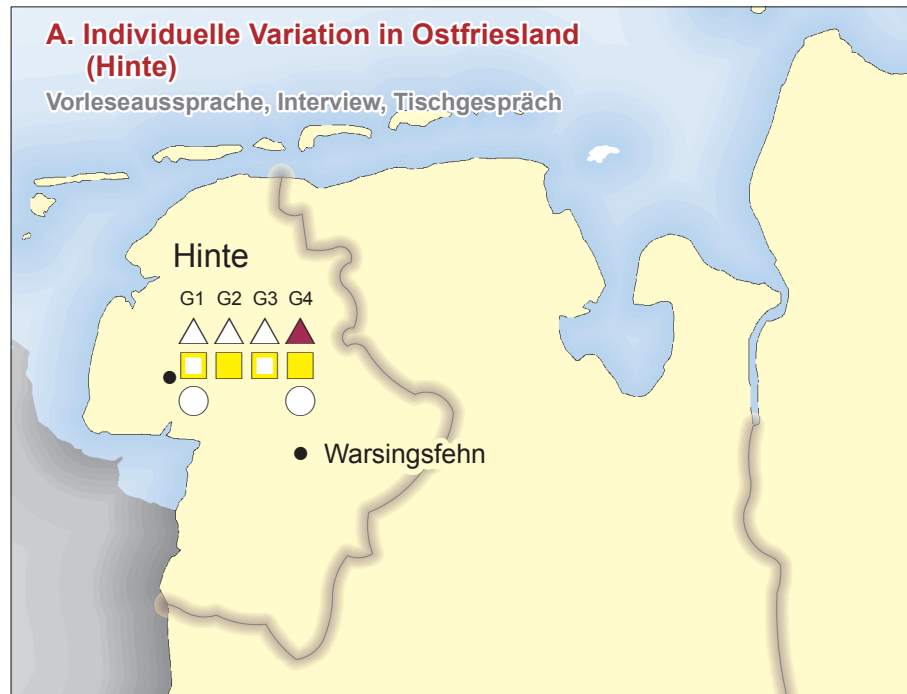 A. Individuelle Variation in Ostfriesland
(Hinte)
Vorleseaussprache, Interview, Tischgespräch
Hinte
G1 G2 G3 G4
Warsingsfehn